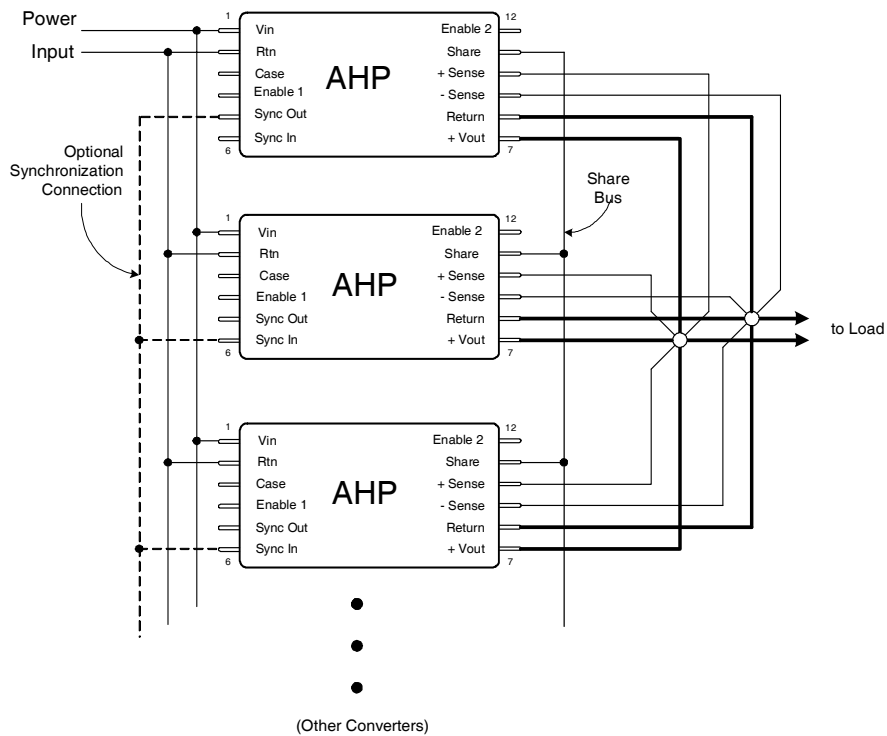 Power
Input
1
Vin
Rtn
Case
Enable 1
Sync Out
Sync In
6
AHP
12
Enable 2
Share
+ Sense
- Sense
Return
+ Vout
7
Optional
Synchronization
Connection
Share
Bus
1
Vin
Rtn
Case
Enable 1
Sync Out
Sync In
6
AHP
12
Enable 2
Share
+ Sense
- Sense
Return
+ Vout
7
to Load
1
Vin
Rtn
Case
Enable 1
Sync Out
Sync In
6
AHP
12
Enable 2
Share
+ Sense
- Sense
Return
+ Vout
7
(Other Converters)